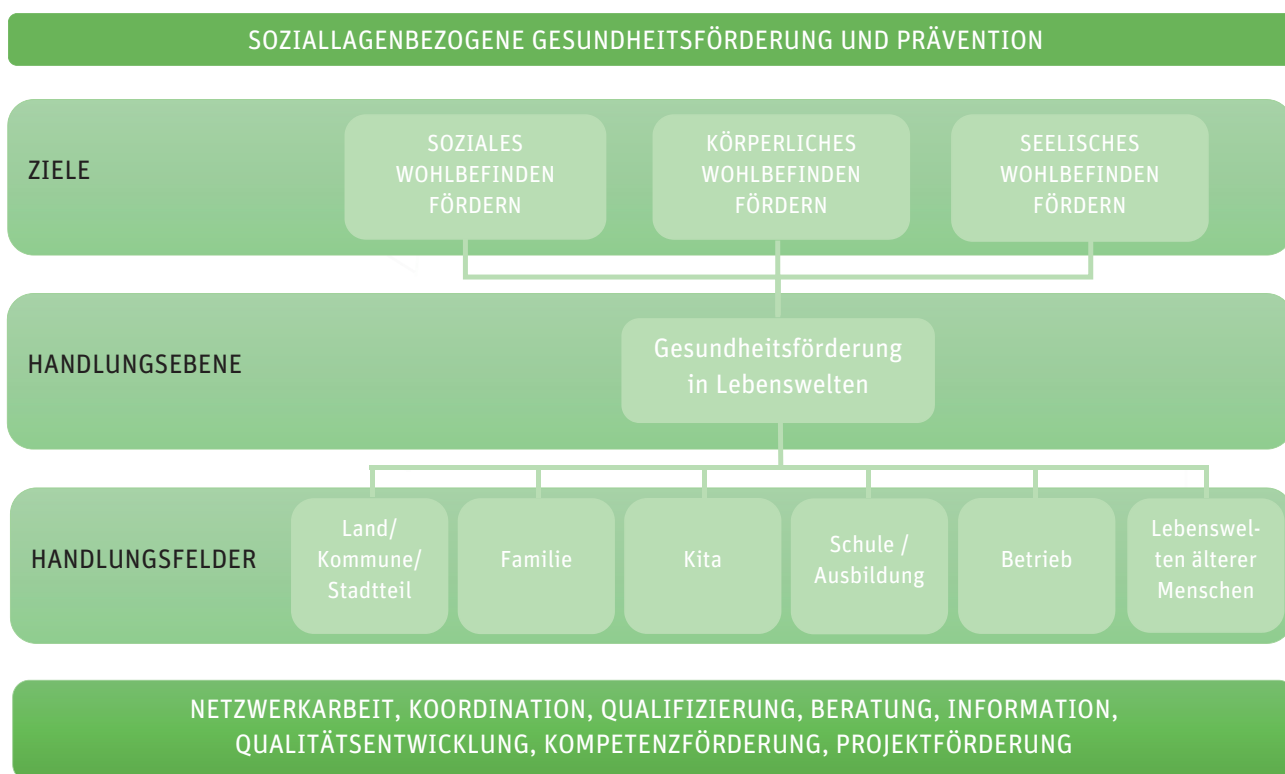 SOZIALLAGENBEZOGENE GESUNDHEITSFÖRDERUNG UND PRÄVENTION
ZIELE
SOZIALES
WOHLBEFINDEN
FÖRDERN
KÖRPERLICHES
WOHLBEFINDEN
FÖRDERN
SEELISCHES
WOHLBEFINDEN
FÖRDERN
HANDLUNGSEBENE
Gesundheitsförderung
in Lebenswelten
HANDLUNGSFELDER
Land/
Kommune/
Stadtteil
Familie
Kita
Schule /
Ausbildung
Betrieb
Lebenswel-
ten älterer
Menschen
NETZWERKARBEIT, KOORDINATION, QUALIFIZIERUNG, BERATUNG, INFORMATION,
QUALITÄTSENTWICKLUNG, KOMPETENZFÖRDERUNG, PROJEKTFÖRDERUNG